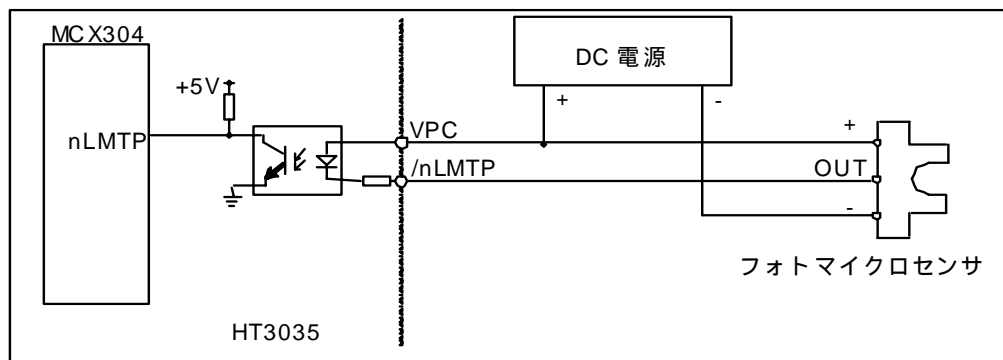 MCX304
DC 電源
+5V
+ -
nLMTP
VPC
+
/nLMTP
OUT
-
フォトマイクロセンサ
HT3035